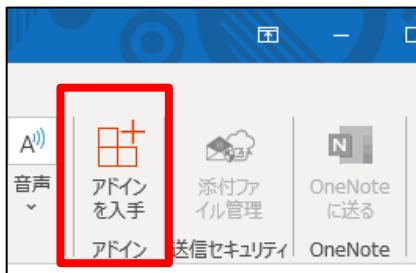 A
音声
アドイン
を入手
アドイン
添付ファ
イル管理
送信セキュリティ
N
OneNote
に送る
OneNote